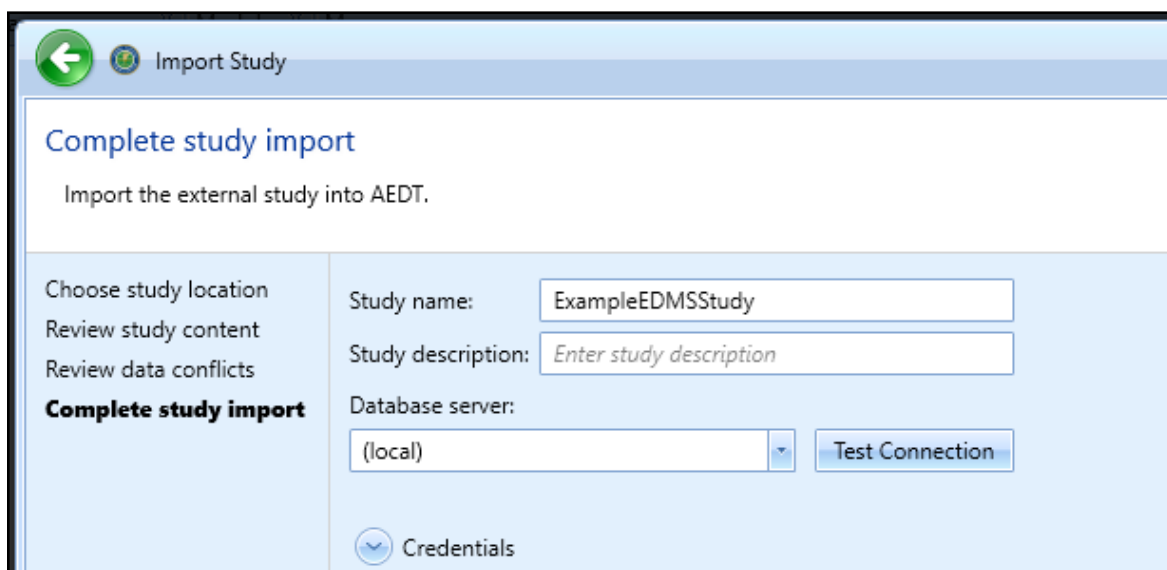 Import Study
Complete study import
Import the external study into AEDT.
Choose study location
Review study content
Review data conflicts
Complete study import
Study name: ExampleEDMSStudy
Study description: Enter study description
Database server:
(local) Test Connection
Credentials